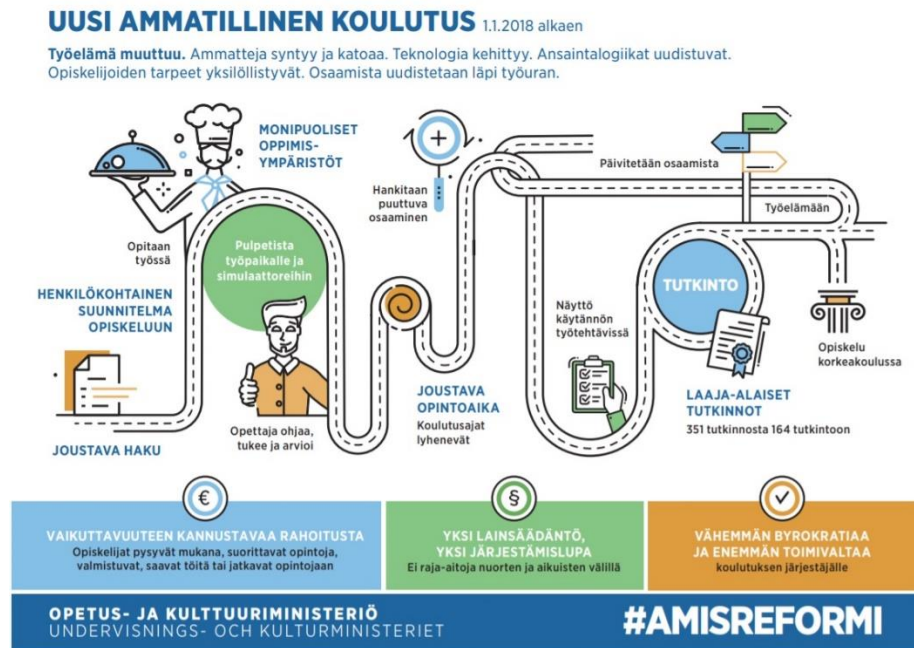 UUSI AMMATILLINEN KOULUTUS 1.1.2018 alkaen
Työelämä muuttuu. Ammatteja syntyy ja katoaa. Teknologia kehittyy. Ansaintalogiikat uudistuvat.
Opiskelijoiden tarpeet yksilöllistyvät. Osaamista uudistetaan läpi työuran.
MONIPUOLISET
OPPIMIS-
YMPÄRISTÖT
Opitaan
työssä
Pulpetista
työpaikalle ja
simulaattoreihin
HENKILÖKOHTAINEN
SUUNNITELMA
OPISKELUUN
JOUSTAVA HAKU
Opettaja ohjaa,
tukee ja arvioi
Hankitaan
puuttuva
osaaminen
JOUSTAVA
OPINTOAIKA
Koulutusajat
lyhenevät
Päivitetään osaamista
Työelämään
Näyttö
käytännön
työtehtävissä
TUTKINTO
Opiskelu
korkeakoulussa
LAAJA-ALAISET
TUTKINNOT
351 tutkinnosta 164 tutkintoon
€
VAIKUTTAVUUTEEN KANNUSTAVAA RAHOITUSTA
Opiskelijat pysyvät mukana, suorittavat opintoja,
valmistuvat, saavat töitä tai jatkavat opintojaan
§
YKSI LAINSÄÄDÄNTÖ,
YKSI JÄRJESTÄMISLUPA
Ei raja-aitoja nuorten ja aikuisten välillä
VÄHEMMÄN BYROKRATIAA
JA ENEMMÄN TOIMIVALTAA
koulutuksen järjestäjälle
OPETUS- JA KULTTUURIMINISTERIÖ
UNDERVISNINGS- OCH KULTURMINISTERIET
#AMISREFORMI